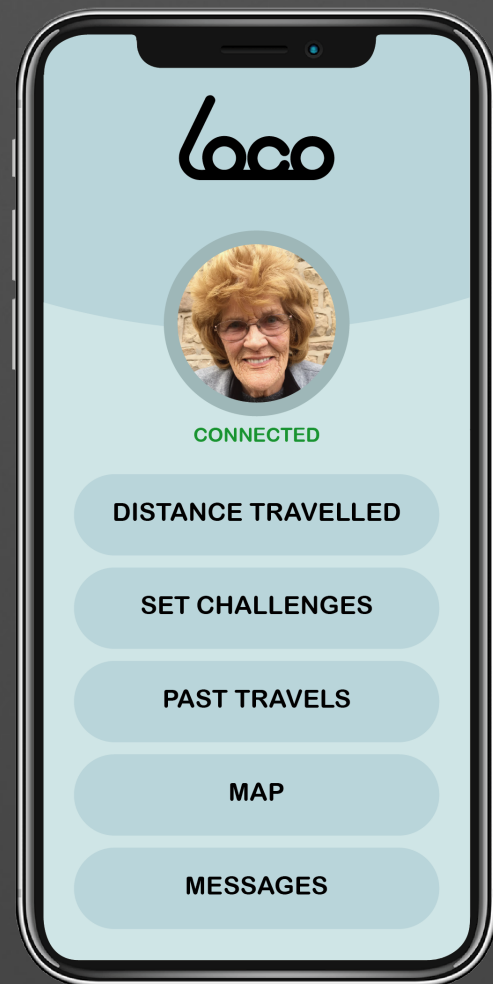 Loco
CONNECTED
DISTANCE TRAVELLED
SET CHALLENGES
PAST TRAVELS
MAP
MESSAGES